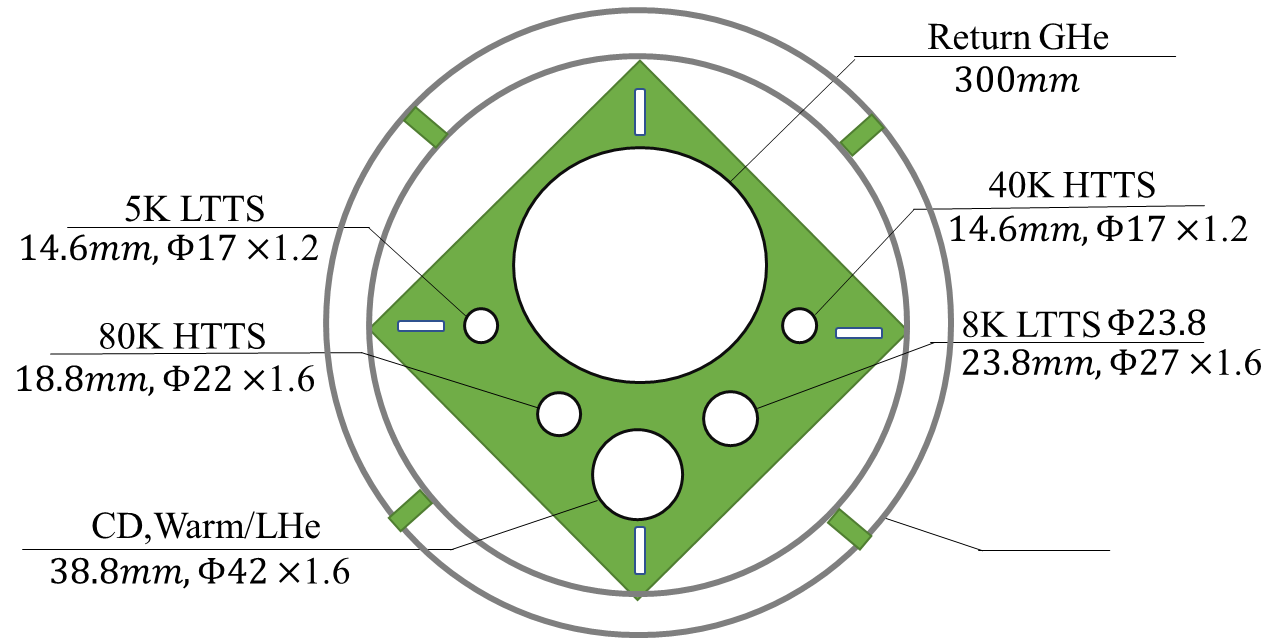 Return GHe
300mm
5K LTTS
14.6mm, Φ17 ×1.2
40K HTTS
14.6mm, Φ17 ×1.2
80K HTTS
18.8mm, Φ22 ×1.6
8K LTTS Φ23.8
23.8mm, Φ27 ×1.6
CD,Warm/LHe
38.8mm, Φ42 ×1.6